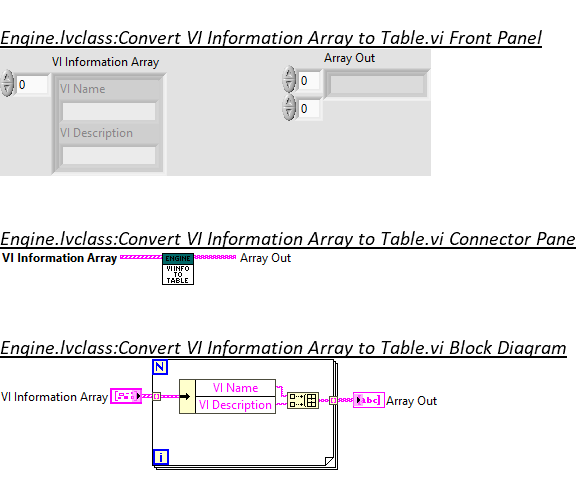 Engine.lvclass:Convert VI Information Array to Table.vi Front Panel
VI Information Array
Array Out
0
VI Name
VI Description
0
0
Engine.lvclass:Convert VI Information Array to Table.vi Connector Pane
VI Information Array
ENGINE
VI INFO
TO
TABLE
Array Out
Engine.lvclass:Convert VI Information Array to Table.vi Block Diagram
N
VI Information Array
VI Name
VI Description
abc
Array Out
i